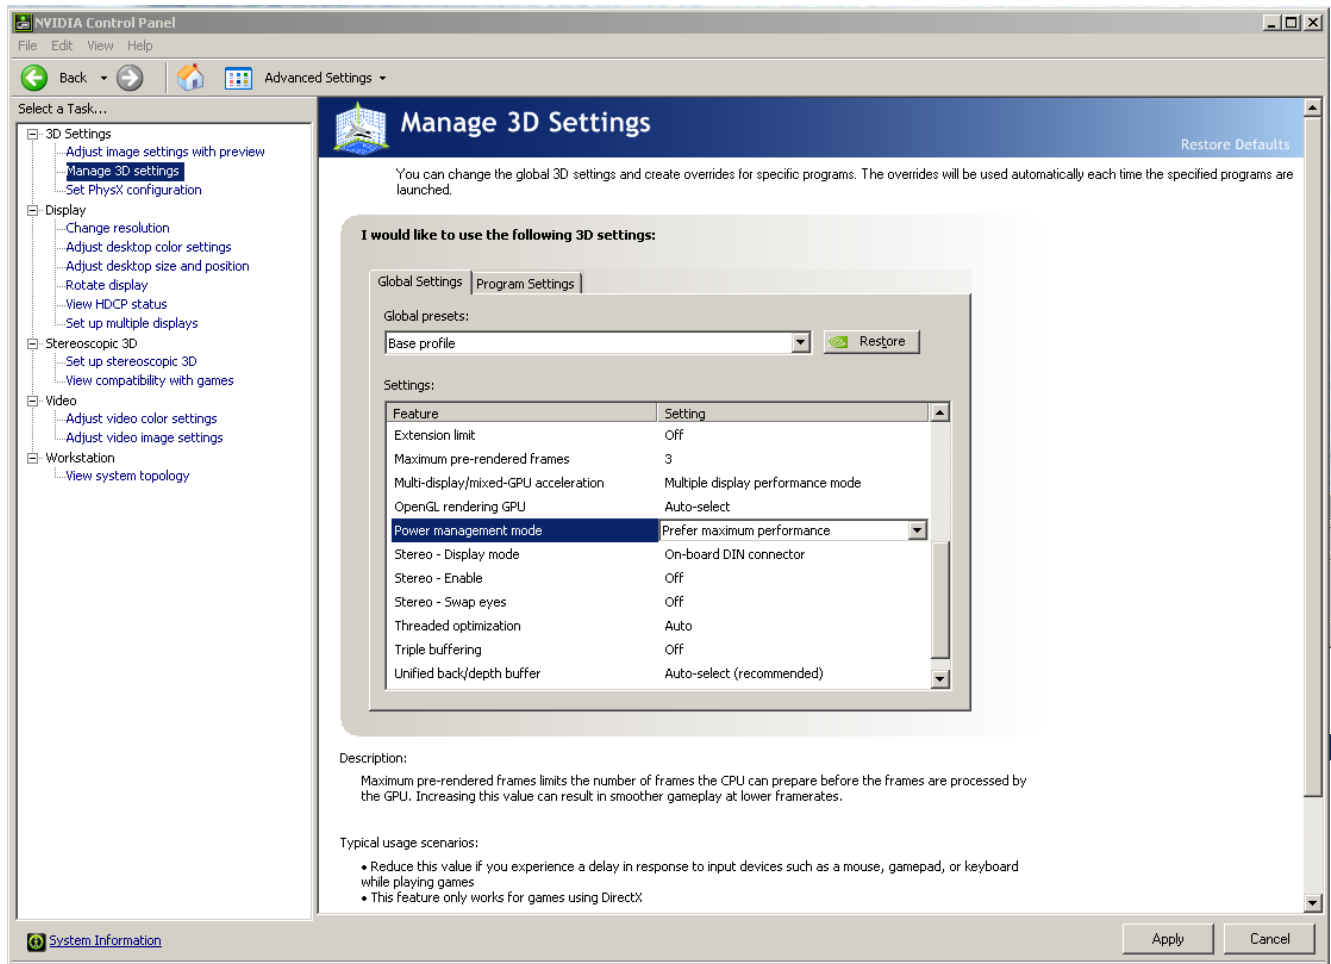 NVIDIA Control Panel
File Edit View Help
Back Advanced Settings
Select a Task...
3D Settings
Adjust image settings with preview
Manage 3D settings
Set PhysX configuration
Display
Change resolution
Adjust desktop color settings
Adjust desktop size and position
Rotate display
View HDCP status
Set up multiple displays
Stereoscopic 3D
Set up stereoscopic 3D
View compatibility with games
Video
Adjust video color settings
Adjust video image settings
Workstation
View system topology
Manage 3D Settings
Restore Defaults
You can change the global 3D settings and create overrides for specific programs. The overrides will be used automatically each time the specified programs are
launched.
I would like to use the following 3D settings:
Global Settings Program Settings
Global presets:
Base profile Restore
Settings:
Feature Setting
Extension limit Off
Maximum pre-rendered frames 3
Multi-display/mixed-GPU acceleration Multiple display performance mode
OpenGL rendering GPU Auto-select
Power management mode Prefer maximum performance
Stereo - Display mode On-board DIN connector
Stereo - Enable Off
Stereo - Swap eyes Off
Threaded optimization Auto
Triple buffering Off
Unified back/depth buffer Auto-select (recommended)
Description:
Maximum pre-rendered frames limits the number of frames the CPU can prepare before the frames are processed by
the GPU. Increasing this value can result in smoother gameplay at lower framerates.
Typical usage scenarios:
• Reduce this value if you experience a delay in response to input devices such as a mouse, gamepad, or keyboard
while playing games
• This feature only works for games using DirectX
System Information
Apply Cancel